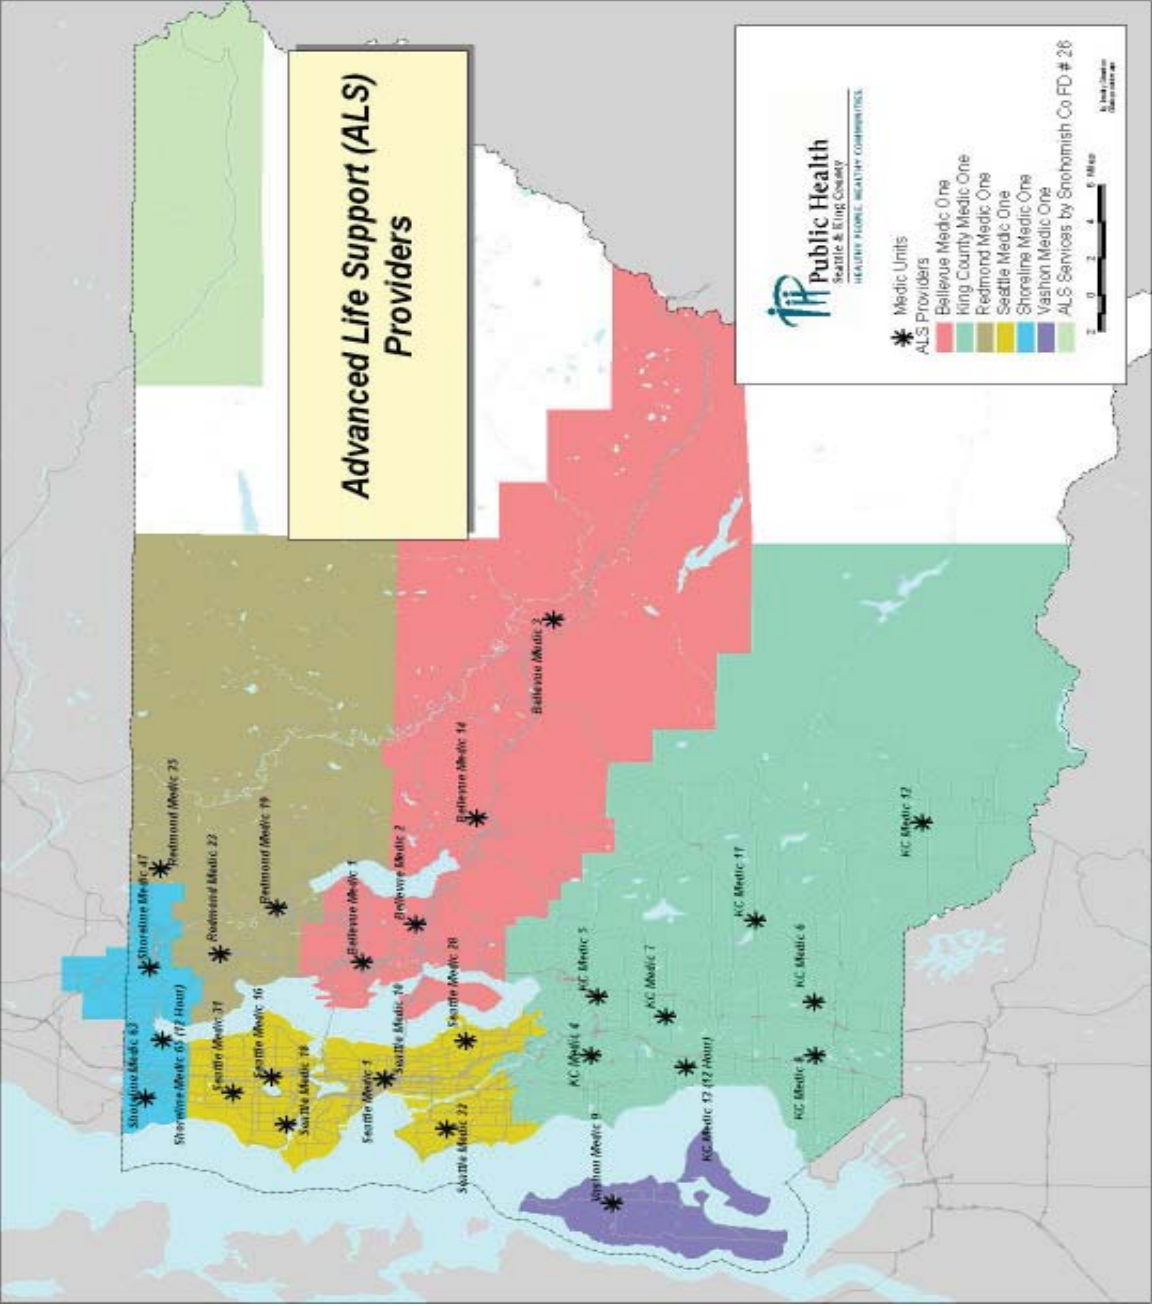 Advanced Life Support (ALS)
Providers
Public Health
Seattle & King County
HEALTHY PEOPLE. HEALTHY COMMUNITIES.
Medic Units
ALS Providers
Bellevue Medic One
King County Medic One
Redmond Medic One
Seattle Medic One
Shoreline Medic One
Vashon Medic One
ALS Services by Snohomish Co FD # 26
2 0 2 4 6 Miles
Shoreline Medic 63
Shoreline Medic 65 (12 Hour)
Shoreline Medic 47
Redmond Medic 35
Redmond Medic 23
Redmond Medic 19
Seattle Medic 31
Seattle Medic 16
Seattle Medic 18
Seattle Medic 1
Seattle Medic 10
Seattle Medic 28
Seattle Medic 32
Bellevue Medic 1
Bellevue Medic 2
Bellevue Medic 14
Bellevue Medic 3
KC Medic 4
KC Medic 5
KC Medic 7
KC Medic 11
KC Medic 12
KC Medic 6
KC Medic 8
KC Medic 13 (12 Hour)
Vashon Medic 9